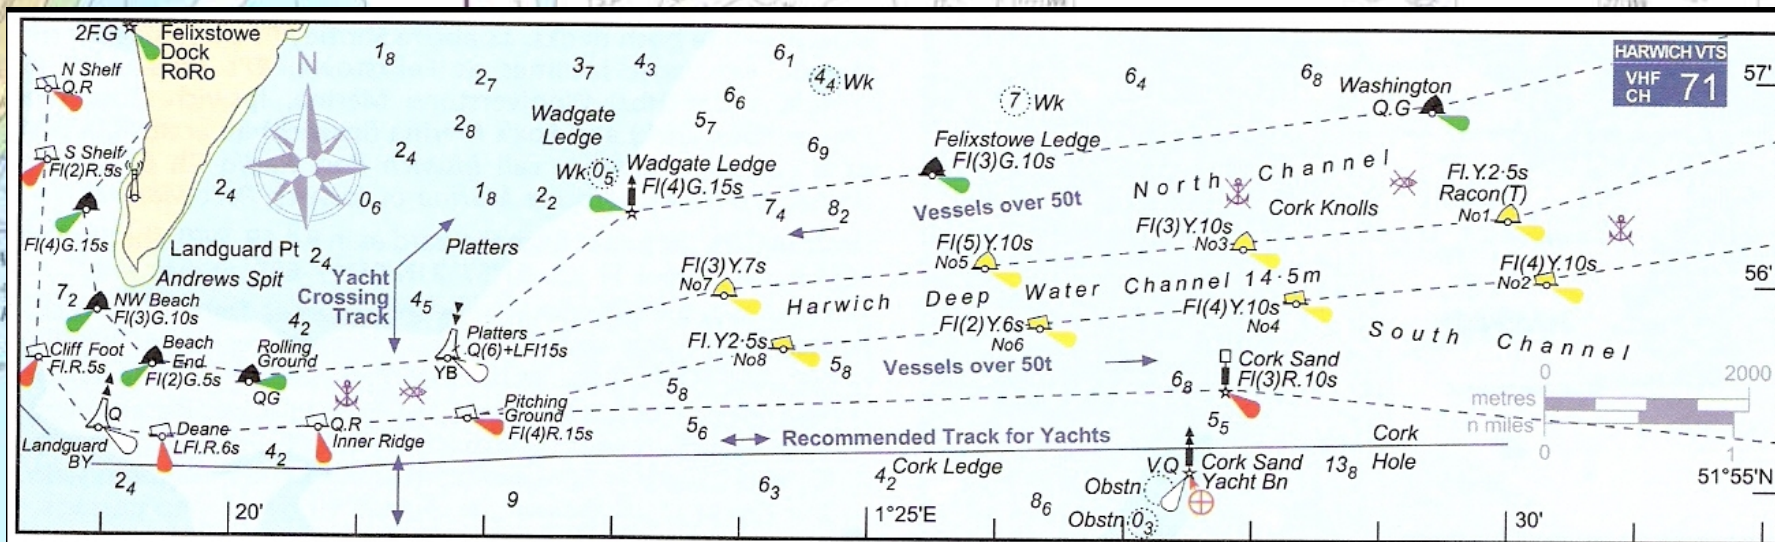 2F.G
Felixstowe
Dock
RoRo
N Shelf
Q.R
S Shelf
Fl(2)R.5s
Fl(4)G.15s
Landguard Pt
Andrews Spit
7₂
NW Beach
Fl(3)G.10s
Cliff Foot
Fl.R.5s
Beach
End
Fl(2)G.5s
Rolling
Ground
QG
Q
Landguard
BY
Deane
LFl.R.6s
Q.R
Inner Ridge
N
1₈
2₇
3₇
4₃
6₁
4₄ Wk
7 Wk
6₄
6₈
Washington
Q.G
HARWICH VTS
VHF
CH
71
57'
Wadgate
Ledge
6₆
5₇
2₈
2₄
6₉
Wk 0₅
Wadgate Ledge
Fl(4)G.15s
Felixstowe Ledge
Fl(3)G.10s
2₄
0₆
1₈
2₂
7₄
8₂
Vessels over 50t
North Channel
Cork Knolls
Fl.Y.2·5s
Racon(T)
No1
Fl(3)Y.10s
No3
Fl(5)Y.10s
No5
Fl(3)Y.7s
No7
2₄
Platters
Yacht
Crossing
Track
4₅
4₂
Platters
Q(6)+LFl15s
YB
Harwich Deep Water Channel 14·5m
Fl(4)Y.10s
No2
56'
Fl(4)Y.10s
No4
Fl(2)Y.6s
No6
Fl.Y2·5s
No8
5₈
Vessels over 50t
South Channel
Pitching
Ground
Fl(4)R.15s
5₈
5₆
6₈
Cork Sand
Fl(3)R.10s
5₅
0
2000
metres
n miles
0
1
Recommended Track for Yachts
Cork
Hole
4₂
2₄
9
6₃
4₂
Cork Ledge
8₆
V.Q
Cork Sand
Yacht Bn
13₈
Obstn
Obstn 0₃
51°55'N
20'
1°25'E
30'